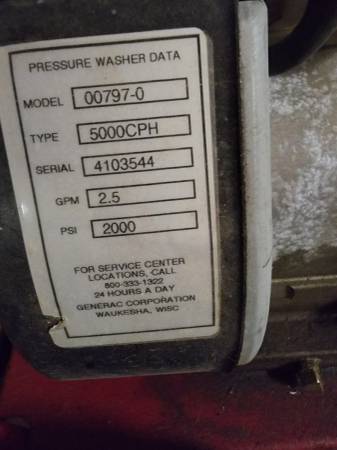 PRESSURE WASHER DATA
MODEL 00797-0
TYPE 5000CPH
SERIAL 4103544
GPM 2.5
PSI 2000
FOR SERVICE CENTER
LOCATIONS, CALL
800-333-1322
24 HOURS A DAY
GENERAC CORPORATION
WAUKESHA, WISC